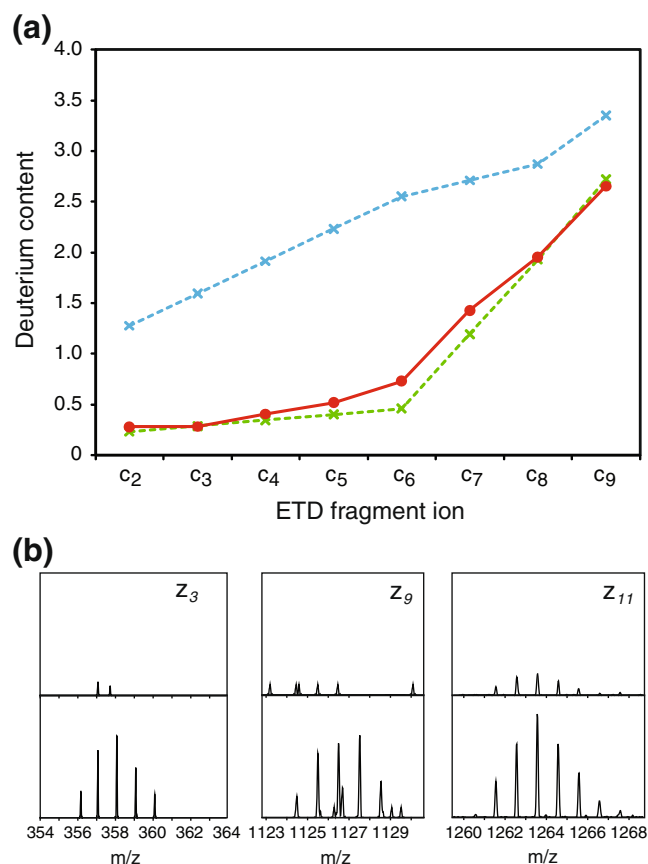 (a)
4.0
3.5
3.0
2.5
2.0
1.5
1.0
0.5
0
Deuterium content
c2 c3 c4 c5 c6 c7 c8 c9
ETD fragment ion
(b)
z3 z9 z11
354 356 358 360 362 364 1123 1125 1127 1129 1260 1262 1264 1266 1268
m/z m/z m/z